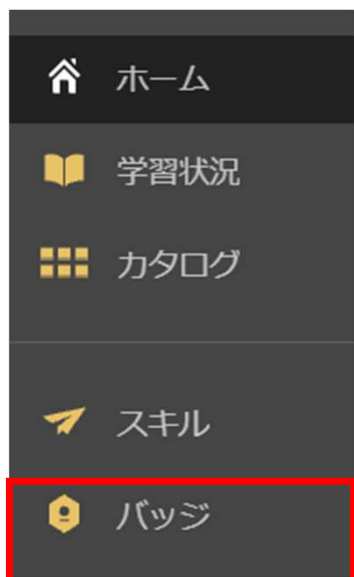 ホーム
学習状況
カタログ
スキル
バッジ